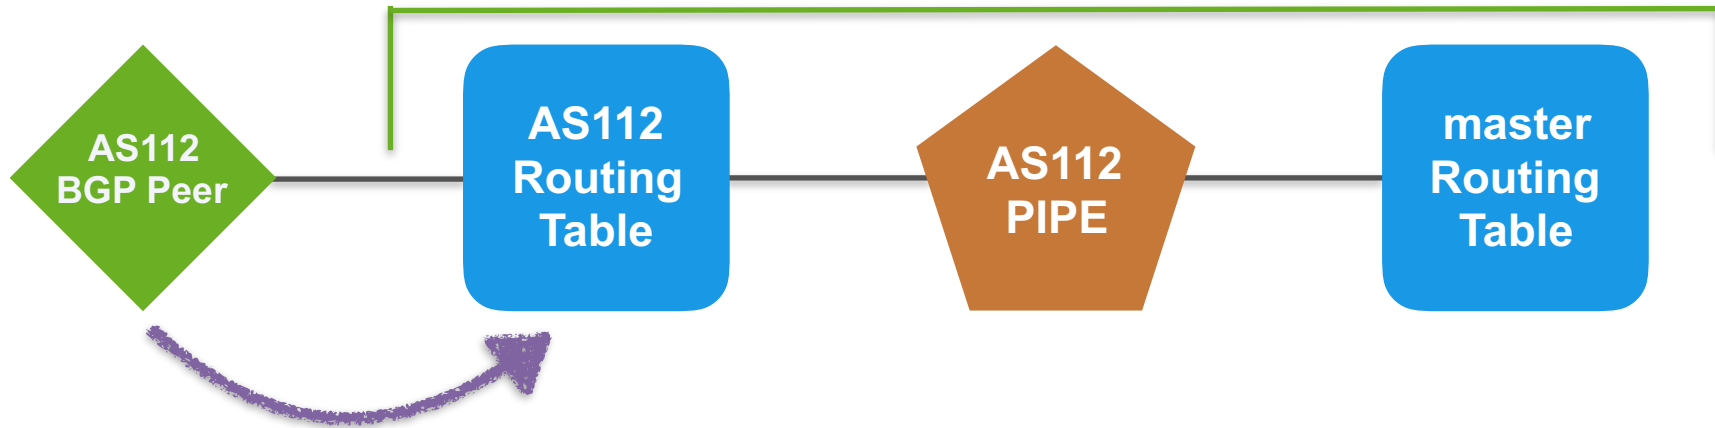 AS112
BGP Peer
AS112
Routing
Table
AS112
PIPE
master
Routing
Table